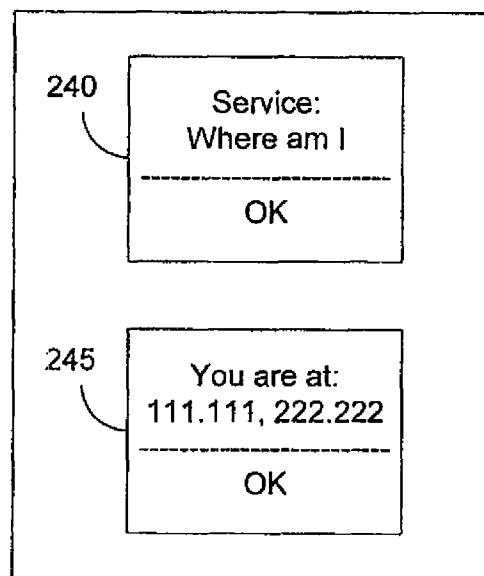 240
Service:
Where am I
OK
245
You are at:
111.111, 222.222
OK